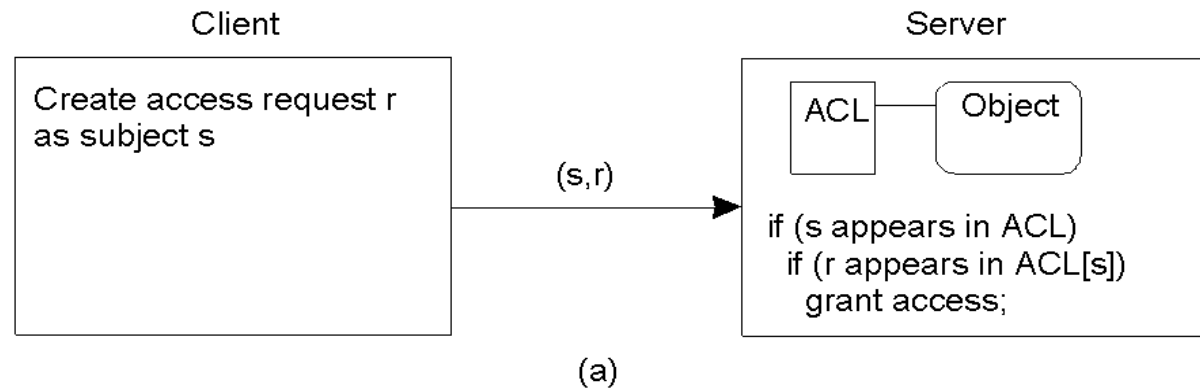 Client
Server
Create access request r
as subject s
ACL
Object
(s,r)
if (s appears in ACL)
if (r appears in ACL[s])
grant access;
(a)